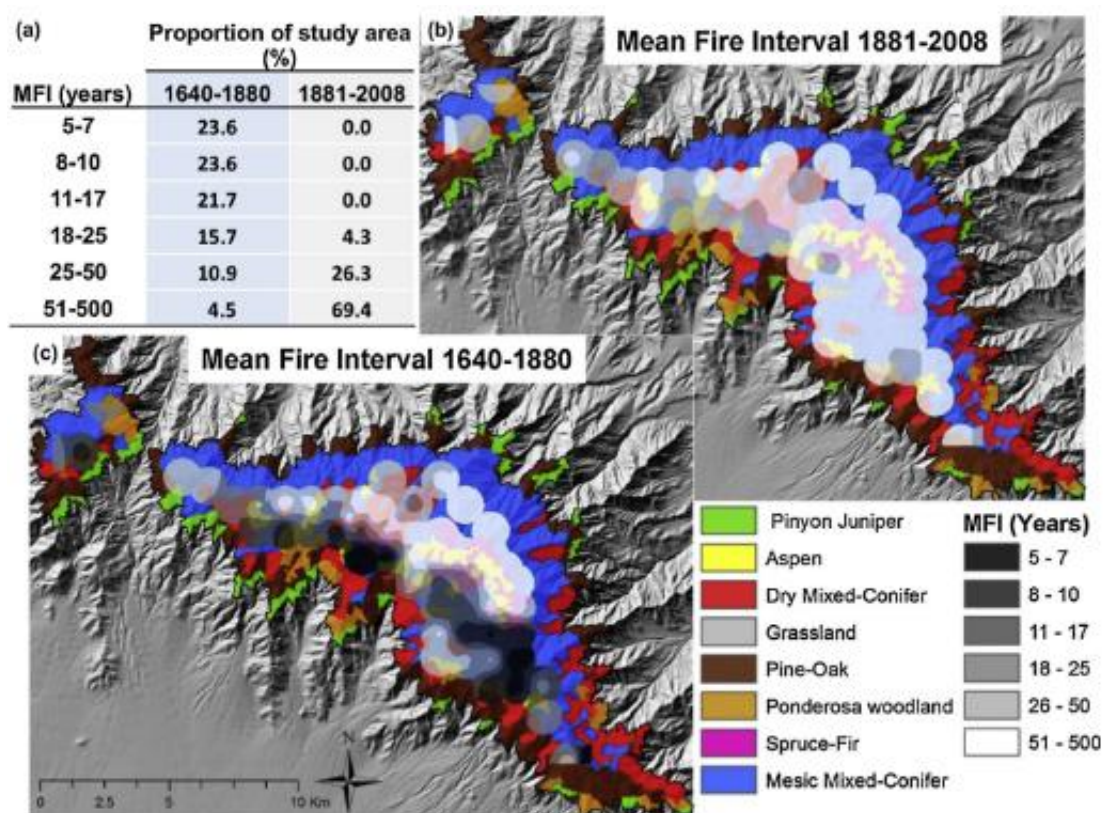 (a)
Proportion of study area
(%)
MFI (years) 1640-1880 1881-2008
5-7 23.6 0.0
8-10 23.6 0.0
11-17 21.7 0.0
18-25 15.7 4.3
25-50 10.9 26.3
51-500 4.5 69.4
(b)
Mean Fire Interval 1881-2008
(c)
Mean Fire Interval 1640-1880
N
0 2.5 5 10 Km
Pinyon Juniper
Aspen
Dry Mixed-Conifer
Grassland
Pine-Oak
Ponderosa woodland
Spruce-Fir
Mesic Mixed-Conifer
MFI (Years)
5 - 7
8 - 10
11 - 17
18 - 25
26 - 50
51 - 500